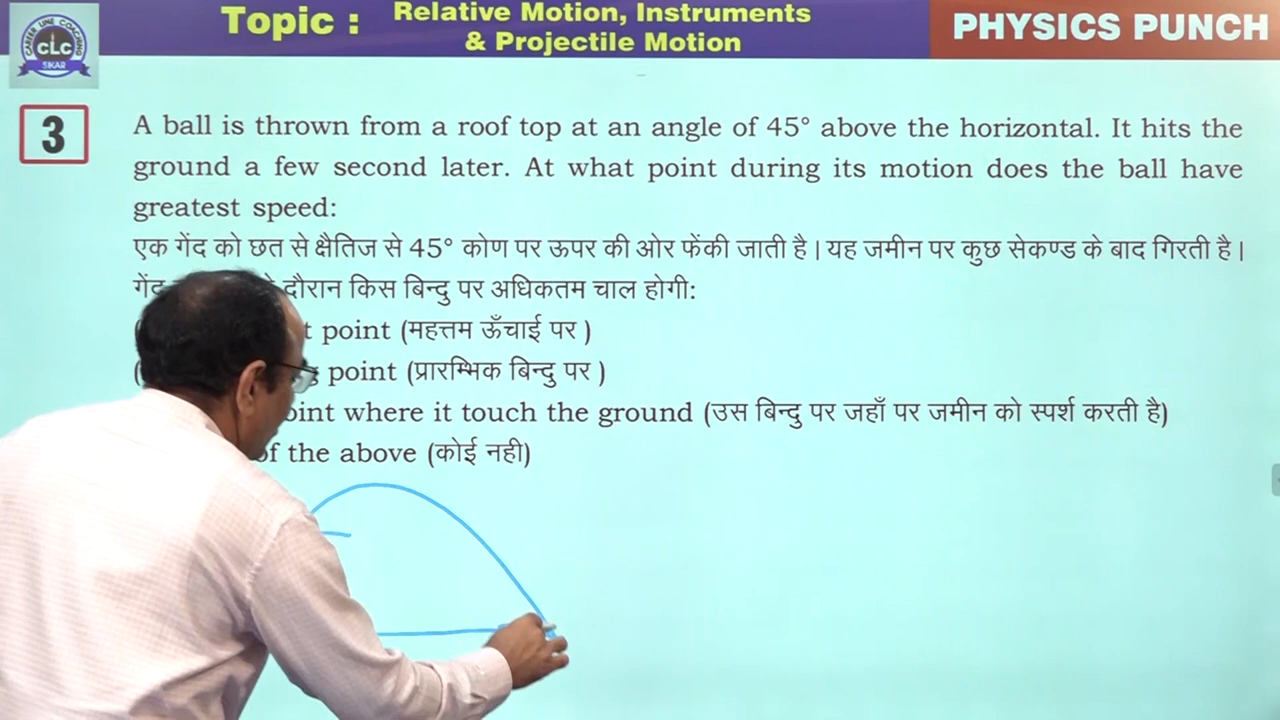 Topic :
Relative Motion, Instruments
& Projectile Motion
PHYSICS PUNCH
CAREER LINE COACHING
CLC
SIKAR
3
A ball is thrown from a roof top at an angle of 45° above the horizontal. It hits the
ground a few second later. At what point during its motion does the ball have
greatest speed:
एक गेंद को छत से क्षैतिज से 45° कोण पर ऊपर की ओर फेंकी जाती है। यह जमीन पर कुछ सेकण्ड के बाद गिरती है।
दौरान किस बिन्दु पर अधिकतम चाल होगी:
point (महत्तम ऊँचाई पर )
point (प्रारम्भिक बिन्दु पर )
where it touch the ground (उस बिन्दु पर जहाँ पर जमीन को स्पर्श करती है)
of the above (कोई नही)